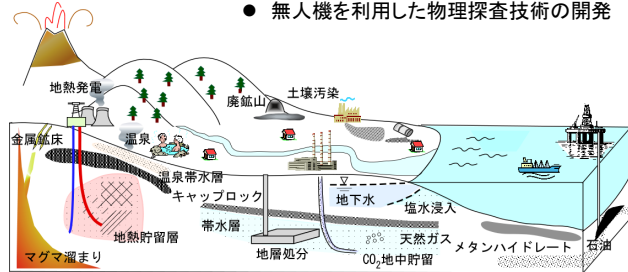 ● 無人機を利用した物理探査技術の開発
地熱発電
廃鉱山
土壌汚染
金属鉱床
温泉
温泉帯水層
キャップロック
地下水
塩水浸入
帯水層
地熱貯留層
地層処分
天然ガス
メタンハイドレート
石油
マグマ溜まり
CO₂地中貯留